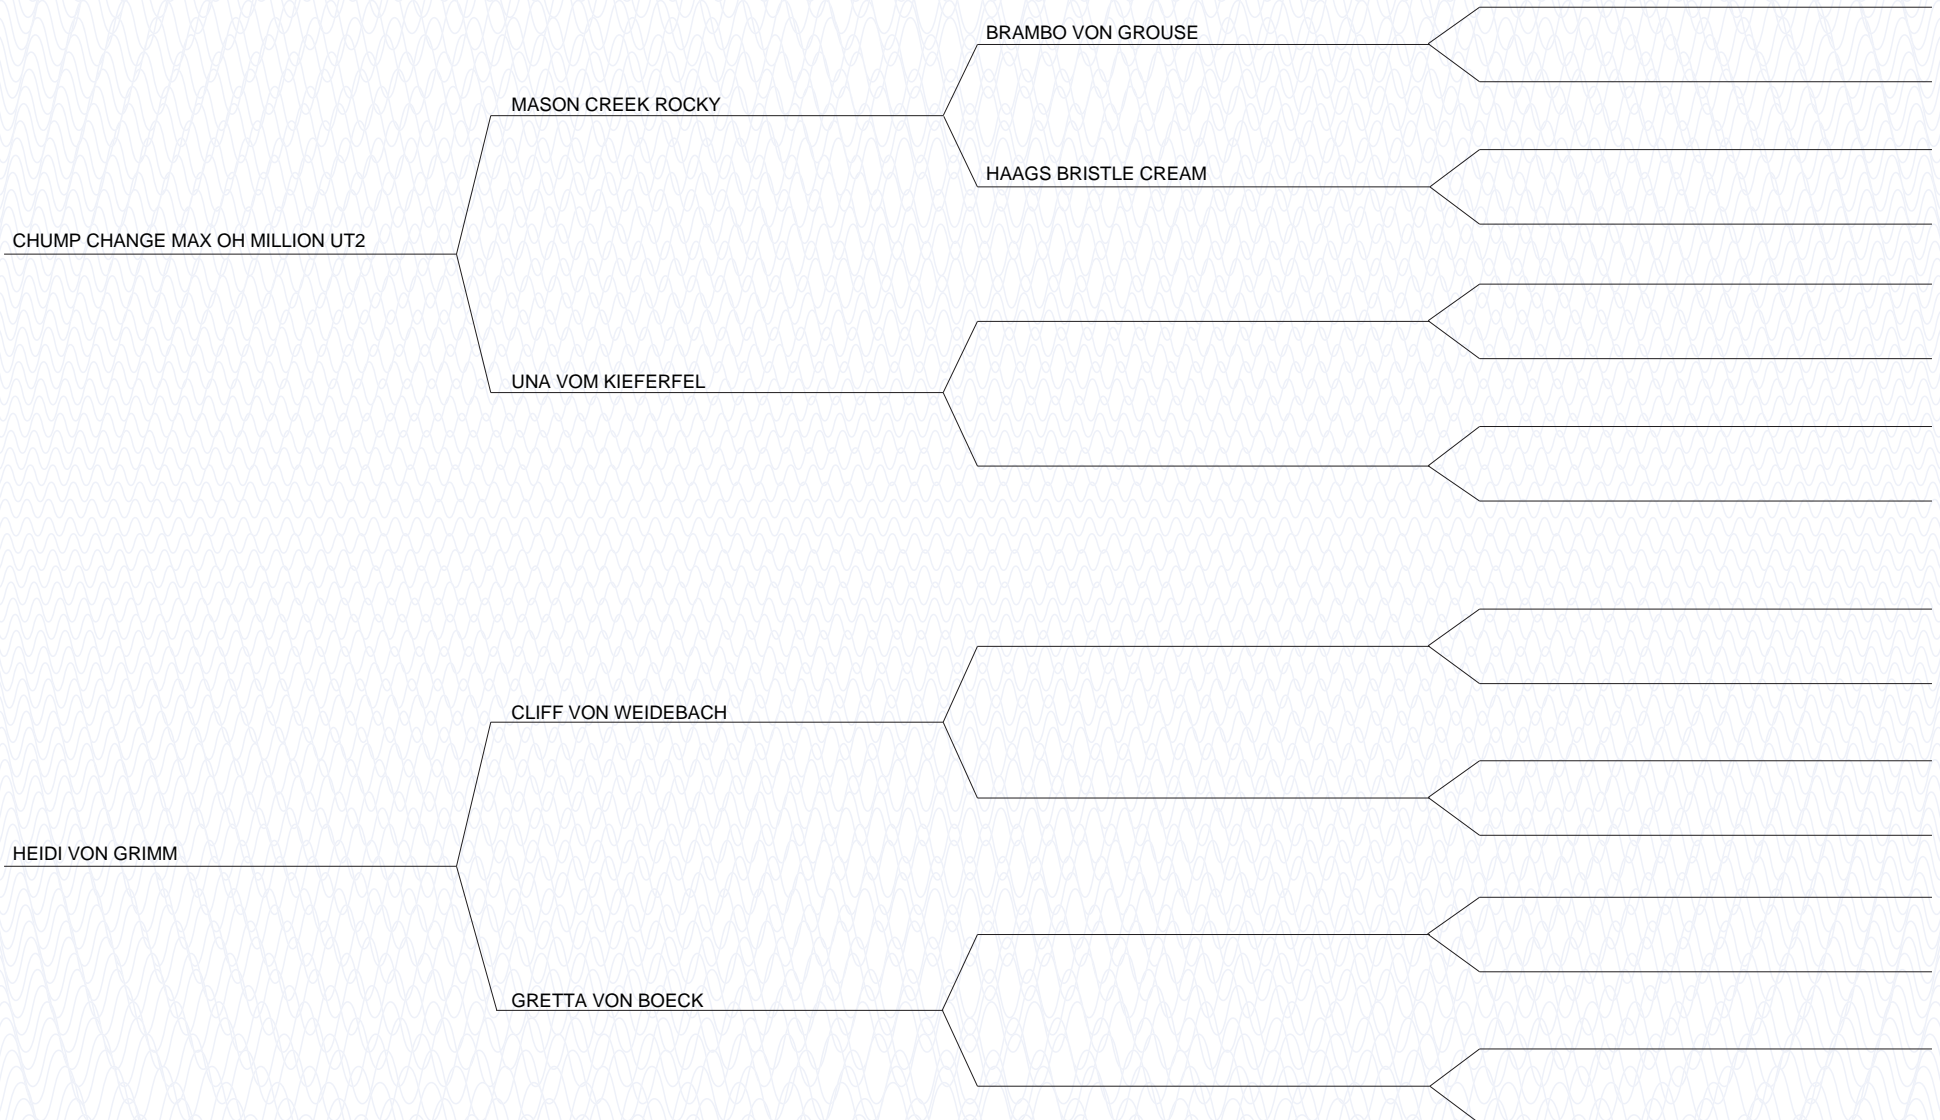 BRAMBO VON GROUSE
MASON CREEK ROCKY
HAAGS BRISTLE CREAM
CHUMP CHANGE MAX OH MILLION UT2
UNA VOM KIEFERFEL
CLIFF VON WEIDEBACH
HEIDI VON GRIMM
GRETTA VON BOECK